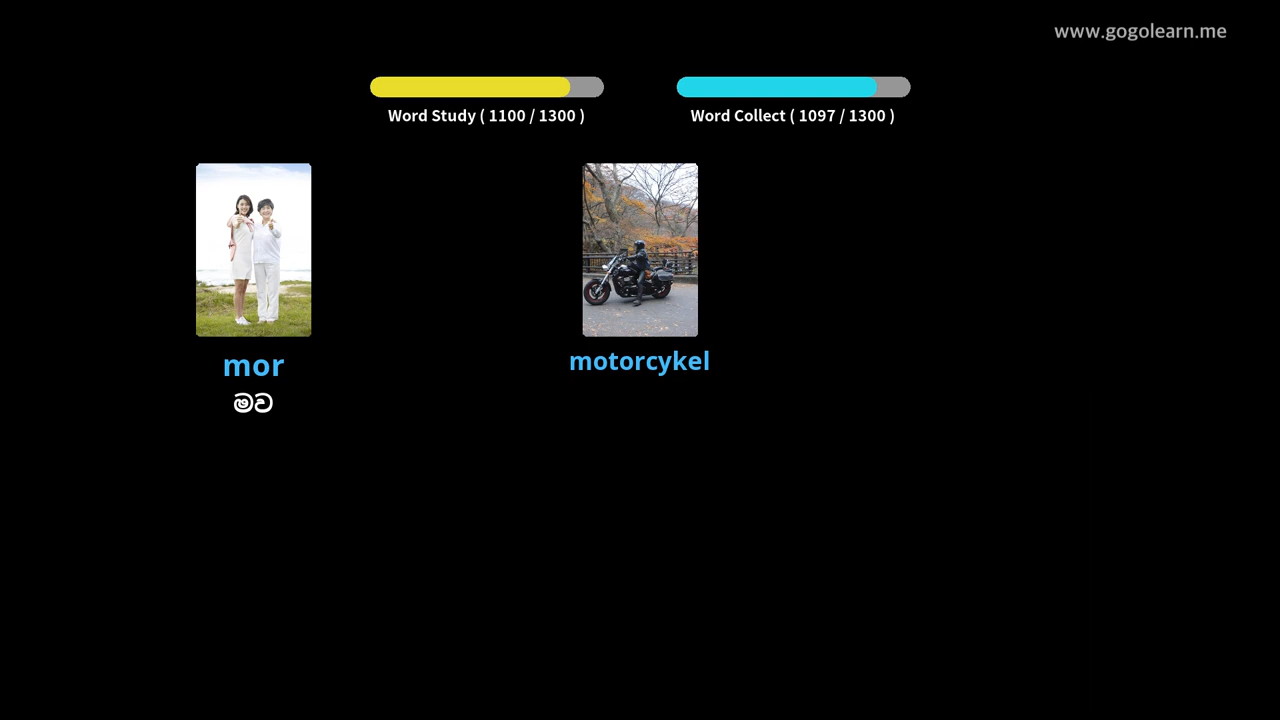 www.gogolearn.me
Word Study ( 1100 / 1300 )
Word Collect ( 1097 / 1300 )
mor
මව
motorcykel